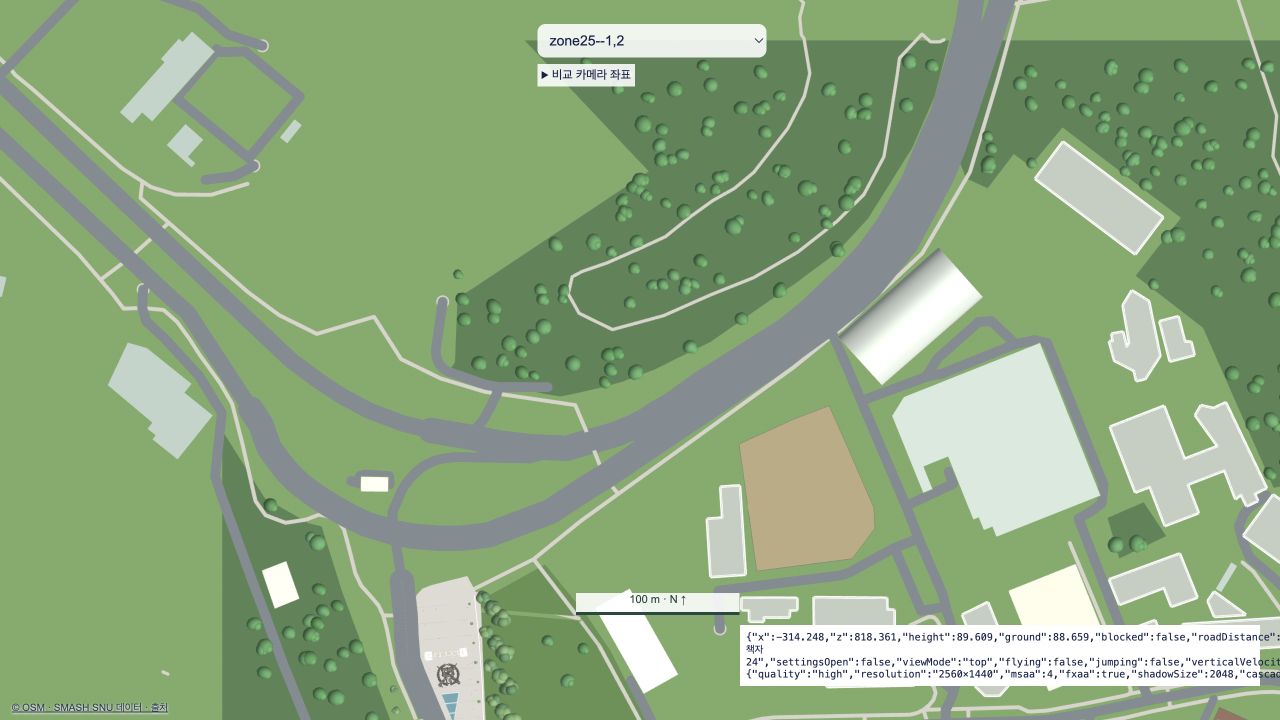 zone25--1,2
▶ 비교 카메라 좌표
100 m · N ↑
{"x":−314.248,"z":818.361,"height":89.609,"ground":88.659,"blocked":false,"roadDistance":
책자
24","settingsOpen":false,"viewMode":"top","flying":false,"jumping":false,"verticalVelocit
{"quality":"high","resolution":"2560×1440","msaa":4,"fxaa":true,"shadowSize":2048,"cascad
© OSM · SMASH SNU 데이터 · 출처